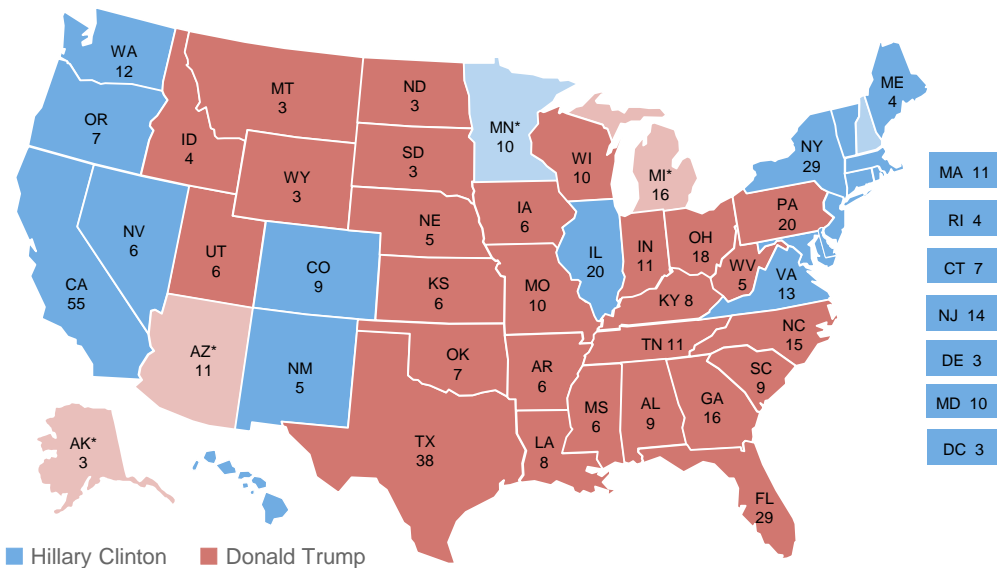 WA
12
OR
7
CA
55
NV
6
ID
4
MT
3
WY
3
UT
6
CO
9
AZ*
11
NM
5
ND
3
SD
3
NE
5
KS
6
OK
7
TX
38
MN*
10
IA
6
MO
10
AR
6
LA
8
WI
10
IL
20
MI*
16
IN
11
OH
18
KY 8
TN 11
MS
6
AL
9
GA
16
FL
29
SC
9
NC
15
VA
13
WV
5
PA
20
NY
29
ME
4
MA 11
RI 4
CT 7
NJ 14
DE 3
MD 10
DC 3
AK*
3
Hillary Clinton
Donald Trump